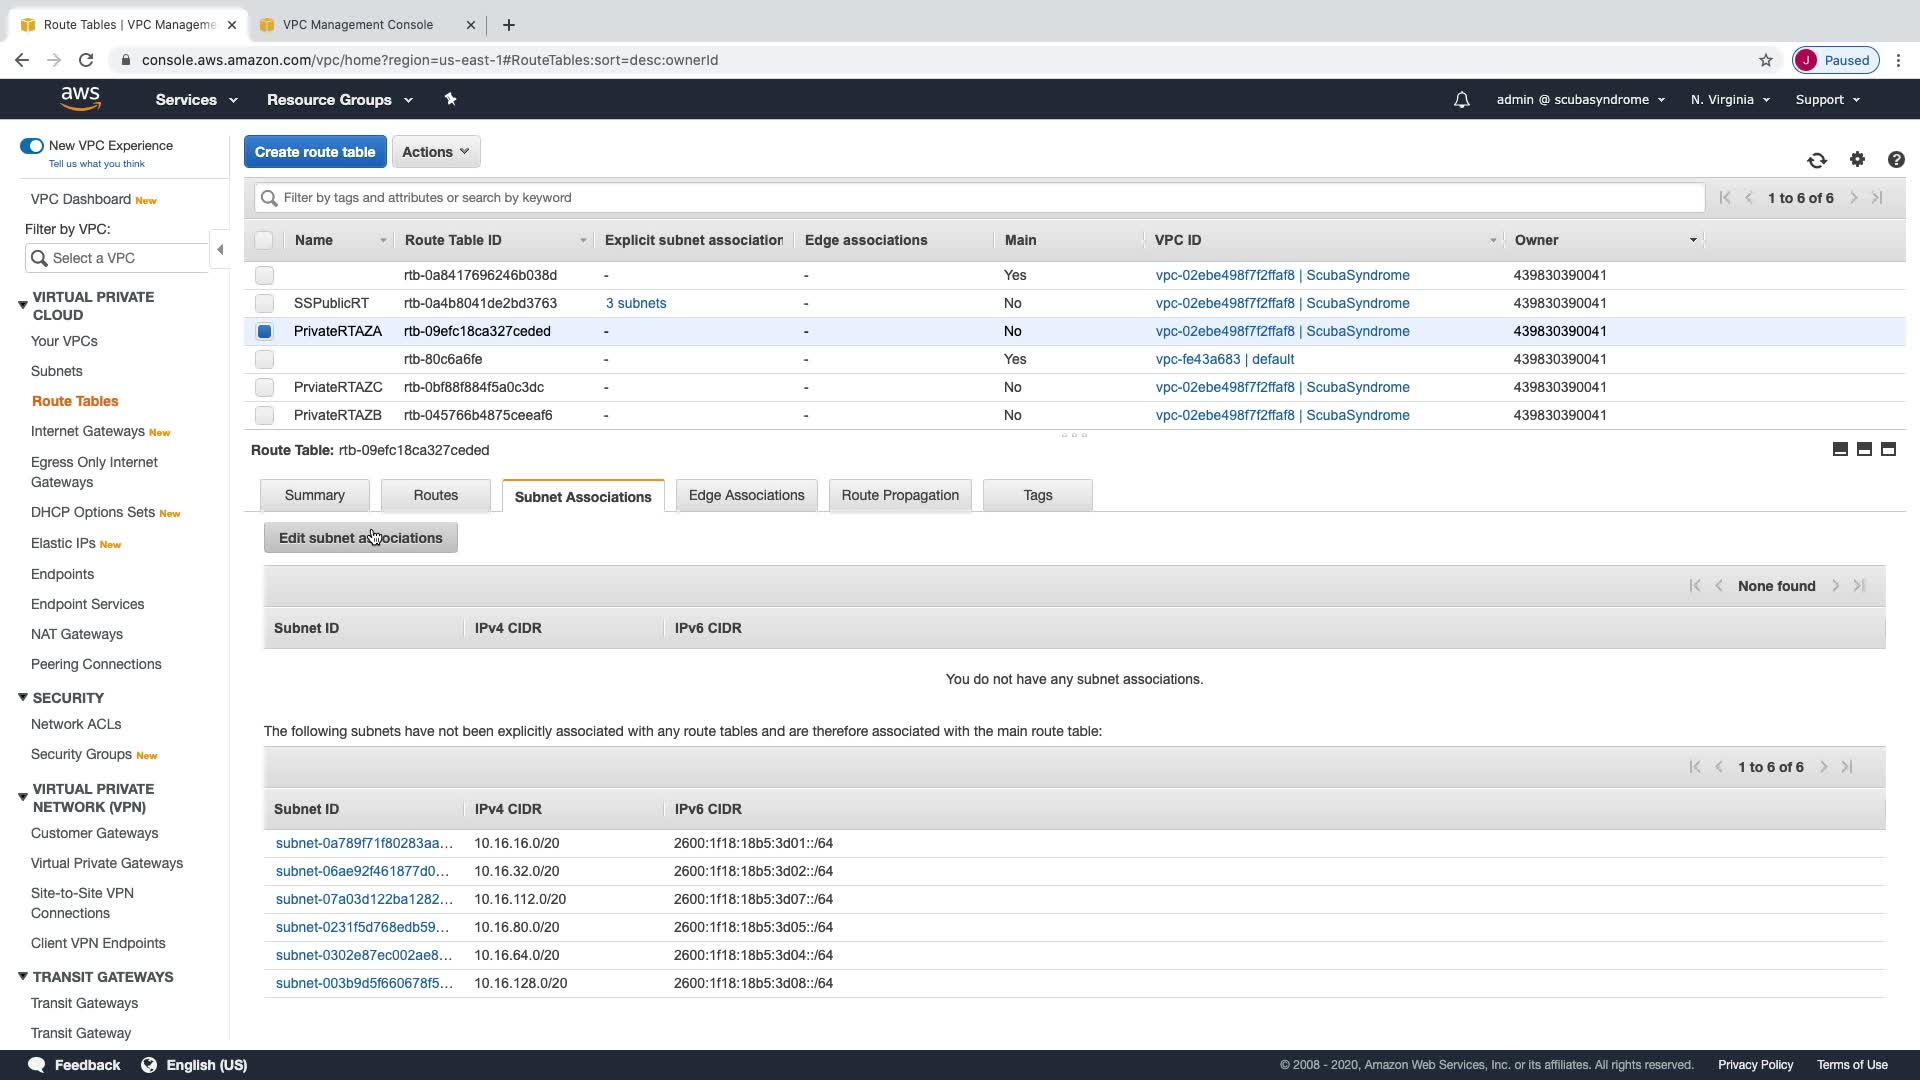 Route Tables | VPC Manageme
VPC Management Console
console.aws.amazon.com/vpc/home?region=us-east-1#RouteTables:sort=desc:ownerId
J Paused
aws Services Resource Groups admin @ scubasyndrome N. Virginia Support
New VPC Experience
Tell us what you think
VPC Dashboard New
Filter by VPC:
Select a VPC
VIRTUAL PRIVATE
CLOUD
Your VPCs
Subnets
Route Tables
Internet Gateways New
Egress Only Internet
Gateways
DHCP Options Sets New
Elastic IPs New
Endpoints
Endpoint Services
NAT Gateways
Peering Connections
SECURITY
Network ACLs
Security Groups New
VIRTUAL PRIVATE
NETWORK (VPN)
Customer Gateways
Virtual Private Gateways
Site-to-Site VPN
Connections
Client VPN Endpoints
TRANSIT GATEWAYS
Transit Gateways
Transit Gateway
Create route table Actions
Filter by tags and attributes or search by keyword 1 to 6 of 6
Name Route Table ID Explicit subnet association Edge associations Main VPC ID Owner
rtb-0a8417696246b038d - - Yes vpc-02ebe498f7f2ffaf8 | ScubaSyndrome 439830390041
SSPublicRT rtb-0a4b8041de2bd3763 3 subnets - No vpc-02ebe498f7f2ffaf8 | ScubaSyndrome 439830390041
PrivateRTAZA rtb-09efc18ca327ceded - - No vpc-02ebe498f7f2ffaf8 | ScubaSyndrome 439830390041
rtb-80c6a6fe - - Yes vpc-fe43a683 | default 439830390041
PrviateRTAZC rtb-0bf88f884f5a0c3dc - - No vpc-02ebe498f7f2ffaf8 | ScubaSyndrome 439830390041
PrivateRTAZB rtb-045766b4875ceeaf6 - - No vpc-02ebe498f7f2ffaf8 | ScubaSyndrome 439830390041
Route Table: rtb-09efc18ca327ceded
Summary Routes Subnet Associations Edge Associations Route Propagation Tags
Edit subnet associations
None found
Subnet ID IPv4 CIDR IPv6 CIDR
You do not have any subnet associations.
The following subnets have not been explicitly associated with any route tables and are therefore associated with the main route table:
1 to 6 of 6
Subnet ID IPv4 CIDR IPv6 CIDR
subnet-0a789f71f80283aa... 10.16.16.0/20 2600:1f18:18b5:3d01::/64
subnet-06ae92f461877d0... 10.16.32.0/20 2600:1f18:18b5:3d02::/64
subnet-07a03d122ba1282... 10.16.112.0/20 2600:1f18:18b5:3d07::/64
subnet-0231f5d768edb59... 10.16.80.0/20 2600:1f18:18b5:3d05::/64
subnet-0302e87ec002ae8... 10.16.64.0/20 2600:1f18:18b5:3d04::/64
subnet-003b9d5f660678f5... 10.16.128.0/20 2600:1f18:18b5:3d08::/64
Feedback English (US) © 2008 - 2020, Amazon Web Services, Inc. or its affiliates. All rights reserved. Privacy Policy Terms of Use